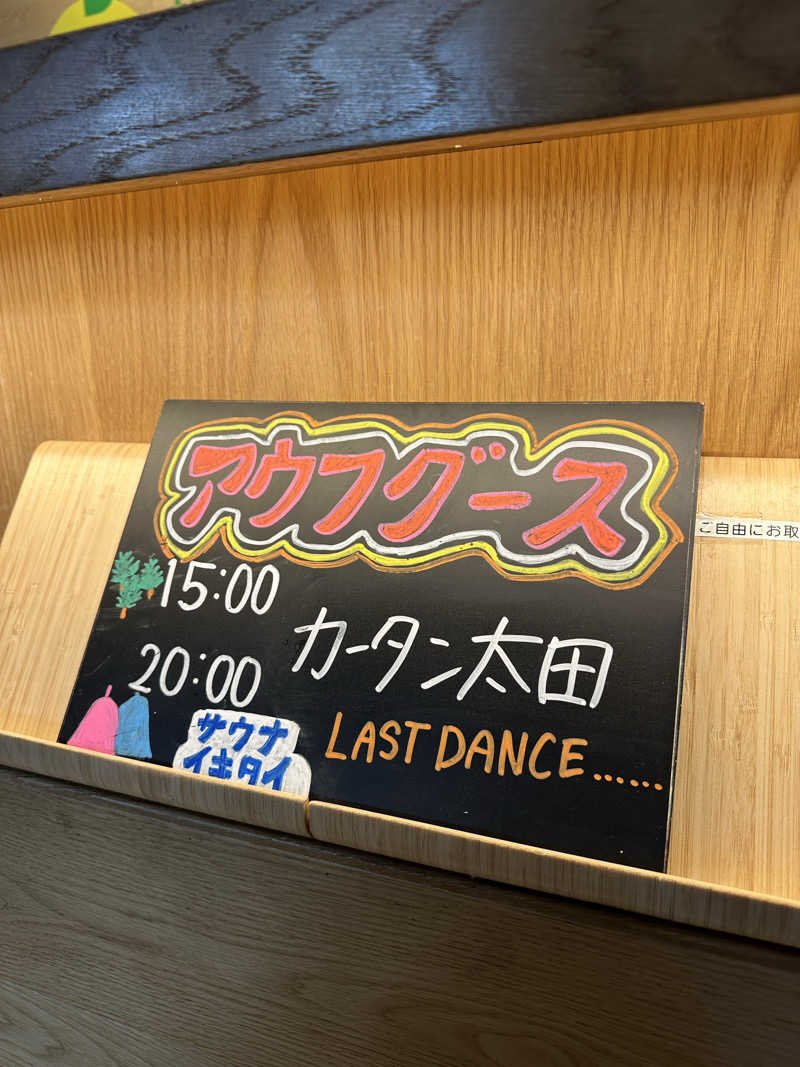 アウフグース
15:00
20:00
カータン太田
LAST DANCE……
サウナ
イキタイ
ご自由にお取